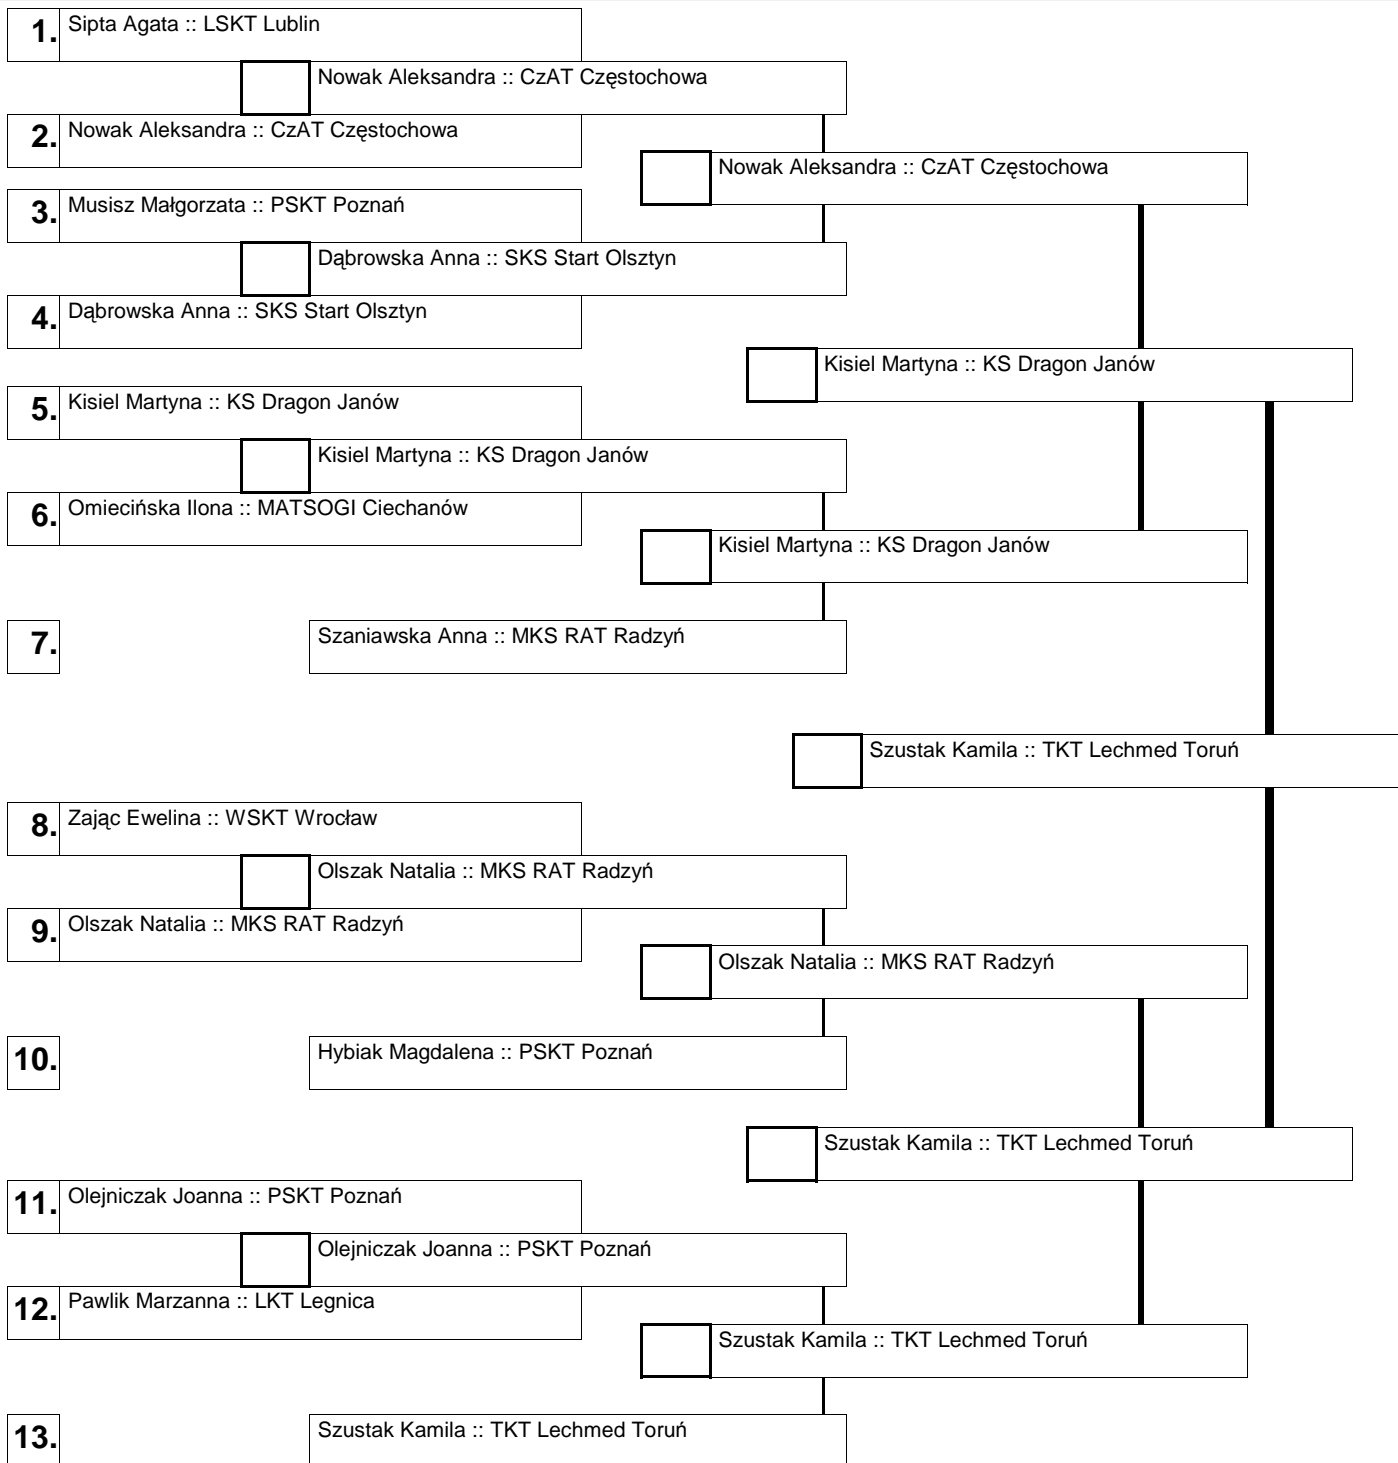 1. Sipta Agata :: LSKT Lublin
Nowak Aleksandra :: CzAT Częstochowa
2. Nowak Aleksandra :: CzAT Częstochowa
Nowak Aleksandra :: CzAT Częstochowa
3. Musisz Małgorzata :: PSKT Poznań
Dąbrowska Anna :: SKS Start Olsztyn
4. Dąbrowska Anna :: SKS Start Olsztyn
Kisiel Martyna :: KS Dragon Janów
5. Kisiel Martyna :: KS Dragon Janów
Kisiel Martyna :: KS Dragon Janów
6. Omiecińska Ilona :: MATSOGI Ciechanów
Kisiel Martyna :: KS Dragon Janów
7. Szaniawska Anna :: MKS RAT Radzyń
Szustak Kamila :: TKT Lechmed Toruń
8. Zając Ewelina :: WSKT Wrocław
Olszak Natalia :: MKS RAT Radzyń
9. Olszak Natalia :: MKS RAT Radzyń
Olszak Natalia :: MKS RAT Radzyń
10. Hybiak Magdalena :: PSKT Poznań
Szustak Kamila :: TKT Lechmed Toruń
11. Olejniczak Joanna :: PSKT Poznań
Olejniczak Joanna :: PSKT Poznań
12. Pawlik Marzanna :: LKT Legnica
Szustak Kamila :: TKT Lechmed Toruń
13. Szustak Kamila :: TKT Lechmed Toruń